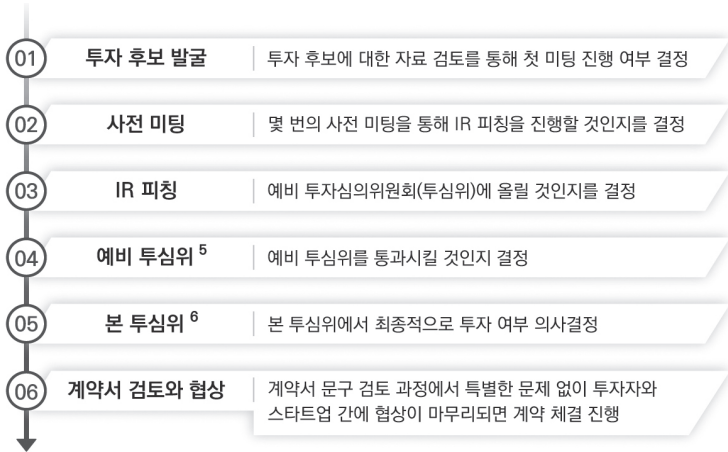 01 투자 후보 발굴 투자 후보에 대한 자료 검토를 통해 첫 미팅 진행 여부 결정
02 사전 미팅 몇 번의 사전 미팅을 통해 IR 피칭을 진행할 것인지를 결정
03 IR 피칭 예비 투자심의위원회(투심위)에 올릴 것인지를 결정
04 예비 투심위 5 예비 투심위를 통과시킬 것인지 결정
05 본 투심위 6 본 투심위에서 최종적으로 투자 여부 의사결정
06 계약서 검토와 협상 계약서 문구 검토 과정에서 특별한 문제 없이 투자자와
스타트업 간에 협상이 마무리되면 계약 체결 진행